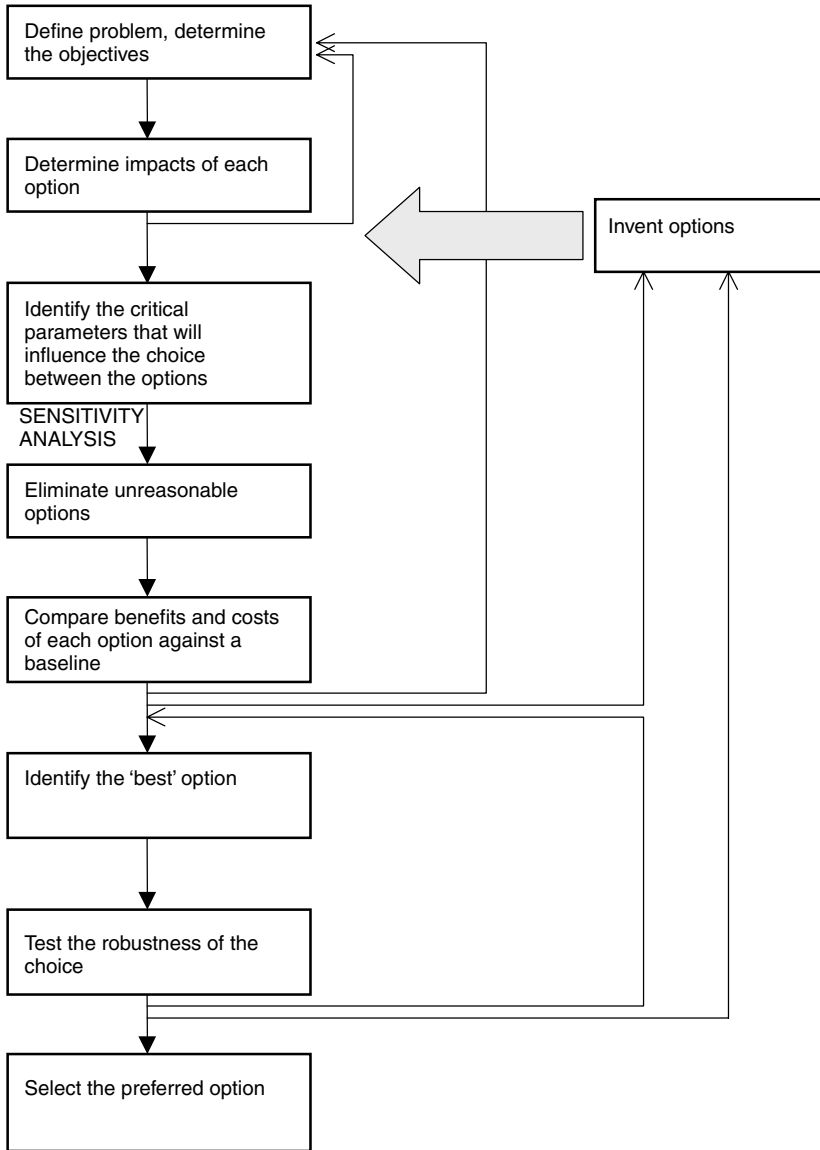 Define problem, determine
the objectives
Determine impacts of each
option
Invent options
Identify the critical
parameters that will
influence the choice
between the options
SENSITIVITY
ANALYSIS
Eliminate unreasonable
options
Compare benefits and costs
of each option against a
baseline
Identify the ‘best’ option
Test the robustness of the
choice
Select the preferred option